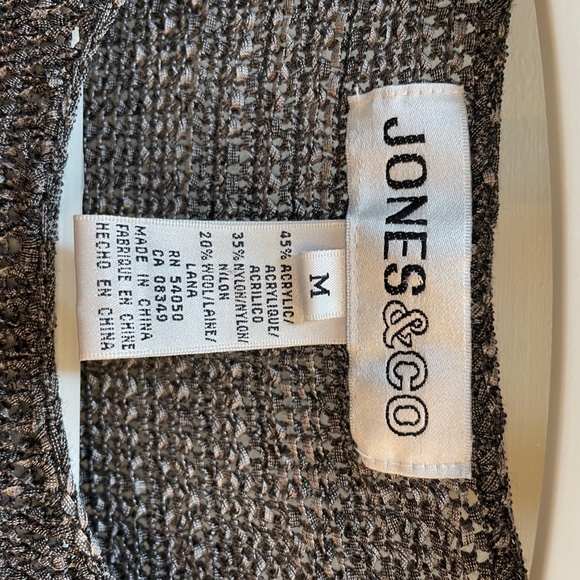 JONES&CO
M
45% ACRYLIC/
ACRYLIQUE/
ACRILICO
35% NYLON/NYLON/
NILON
20% WOOL/LAINE/
LANA
RN 54050
CA 08349
MADE IN CHINA
FABRIQUE EN CHINE
HECHO EN CHINA